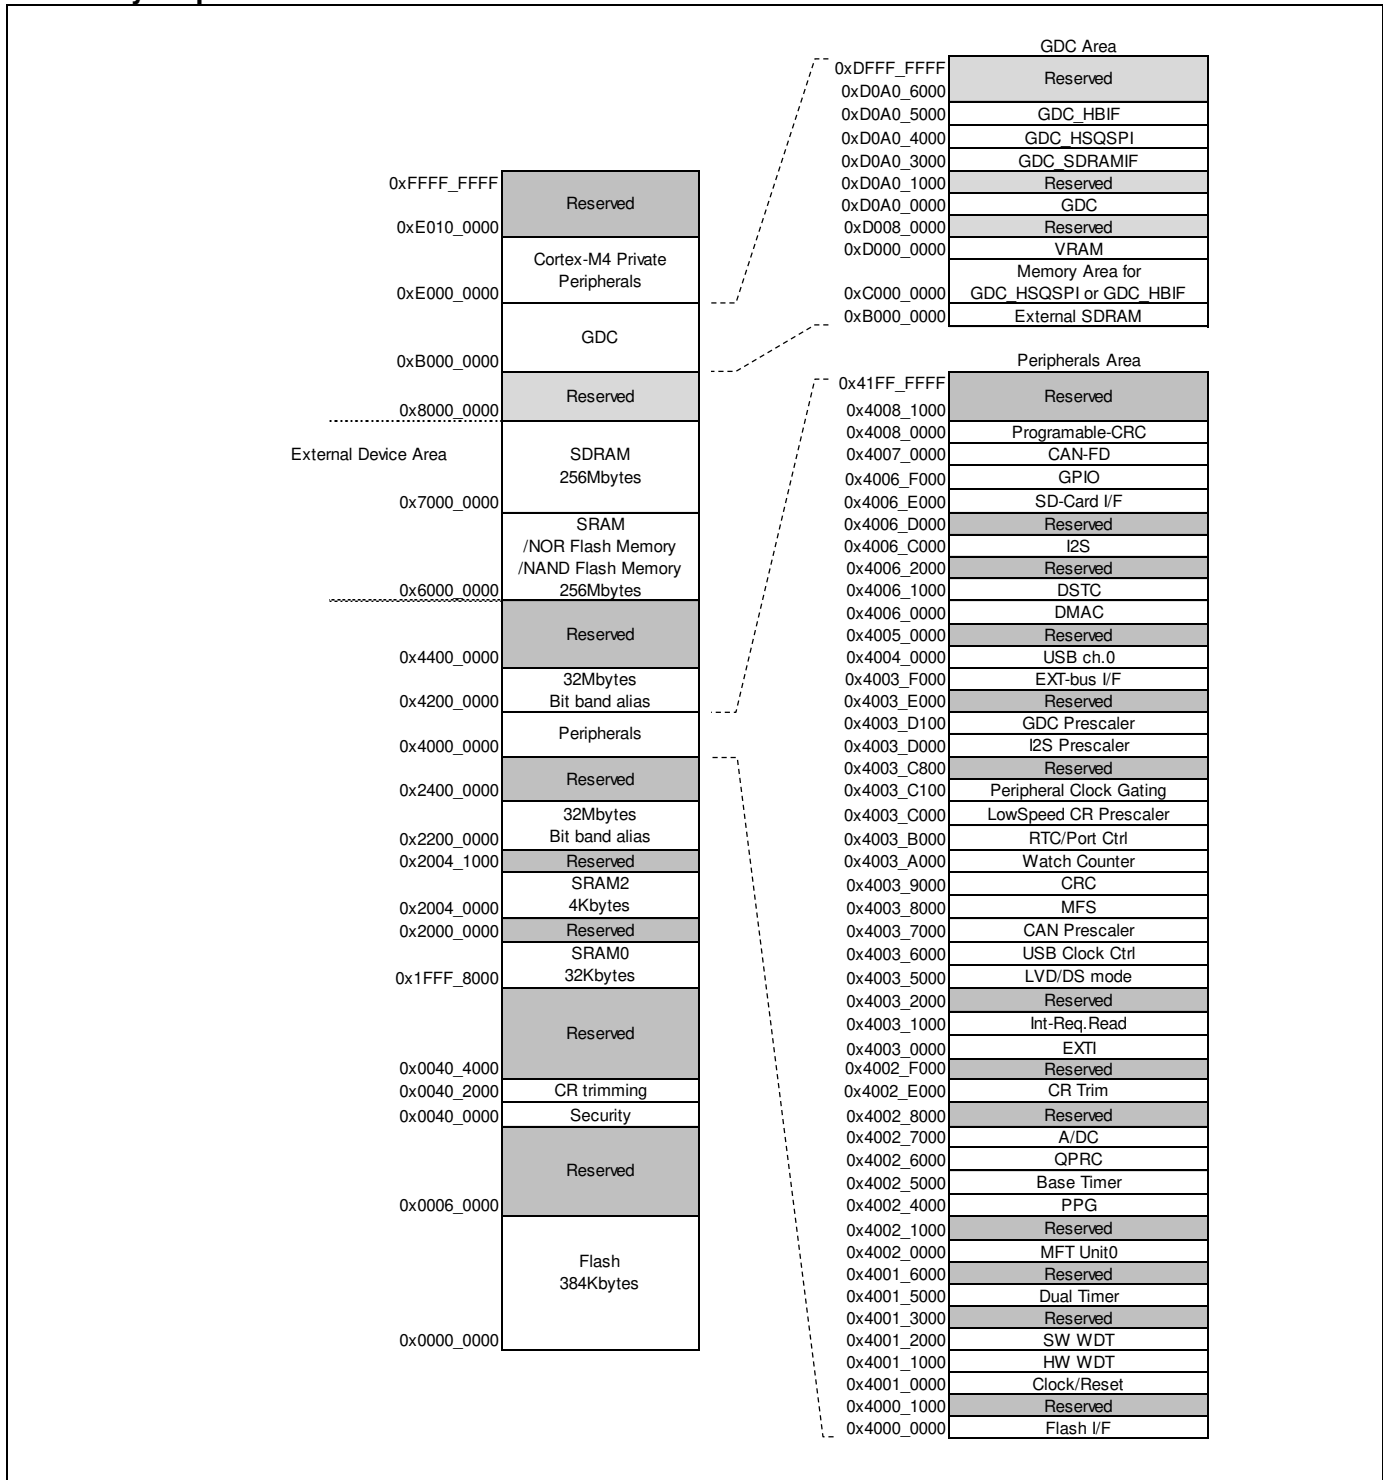 0xFFFF_FFFF
Reserved
0xE010_0000
Cortex-M4 Private
Peripherals
0xE000_0000
GDC
0xB000_0000
Reserved
0x8000_0000
External Device Area
SDRAM
256Mbytes
0x7000_0000
SRAM
/NOR Flash Memory
/NAND Flash Memory
0x6000_0000 256Mbytes
Reserved
0x4400_0000
32Mbytes
0x4200_0000 Bit band alias
Peripherals
0x4000_0000
Reserved
0x2400_0000
32Mbytes
0x2200_0000 Bit band alias
0x2004_1000 Reserved
SRAM2
0x2004_0000 4Kbytes
0x2000_0000 Reserved
SRAM0
0x1FFF_8000 32Kbytes
Reserved
0x0040_4000
0x0040_2000 CR trimming
0x0040_0000 Security
Reserved
0x0006_0000
Flash
384Kbytes
0x0000_0000
GDC Area
0xDFFF_FFFF
Reserved
0xD0A0_6000
0xD0A0_5000 GDC_HBIF
0xD0A0_4000 GDC_HSQSPI
0xD0A0_3000 GDC_SDRAMIF
0xD0A0_1000 Reserved
0xD0A0_0000 GDC
0xD008_0000 Reserved
0xD000_0000 VRAM
Memory Area for
0xC000_0000 GDC_HSQSPI or GDC_HBIF
0xB000_0000 External SDRAM
Peripherals Area
0x41FF_FFFF
Reserved
0x4008_1000
0x4008_0000 Programable-CRC
0x4007_0000 CAN-FD
0x4006_F000 GPIO
0x4006_E000 SD-Card I/F
0x4006_D000 Reserved
0x4006_C000 I2S
0x4006_2000 Reserved
0x4006_1000 DSTC
0x4006_0000 DMAC
0x4005_0000 Reserved
0x4004_0000 USB ch.0
0x4003_F000 EXT-bus I/F
0x4003_E000 Reserved
0x4003_D100 GDC Prescaler
0x4003_D000 I2S Prescaler
0x4003_C800 Reserved
0x4003_C100 Peripheral Clock Gating
0x4003_C000 LowSpeed CR Prescaler
0x4003_B000 RTC/Port Ctrl
0x4003_A000 Watch Counter
0x4003_9000 CRC
0x4003_8000 MFS
0x4003_7000 CAN Prescaler
0x4003_6000 USB Clock Ctrl
0x4003_5000 LVD/DS mode
0x4003_2000 Reserved
0x4003_1000 Int-Req.Read
0x4003_0000 EXTI
0x4002_F000 Reserved
0x4002_E000 CR Trim
0x4002_8000 Reserved
0x4002_7000 A/DC
0x4002_6000 QPRC
0x4002_5000 Base Timer
0x4002_4000 PPG
0x4002_1000 Reserved
0x4002_0000 MFT Unit0
0x4001_6000 Reserved
0x4001_5000 Dual Timer
0x4001_3000 Reserved
0x4001_2000 SW WDT
0x4001_1000 HW WDT
0x4001_0000 Clock/Reset
0x4000_1000 Reserved
0x4000_0000 Flash I/F